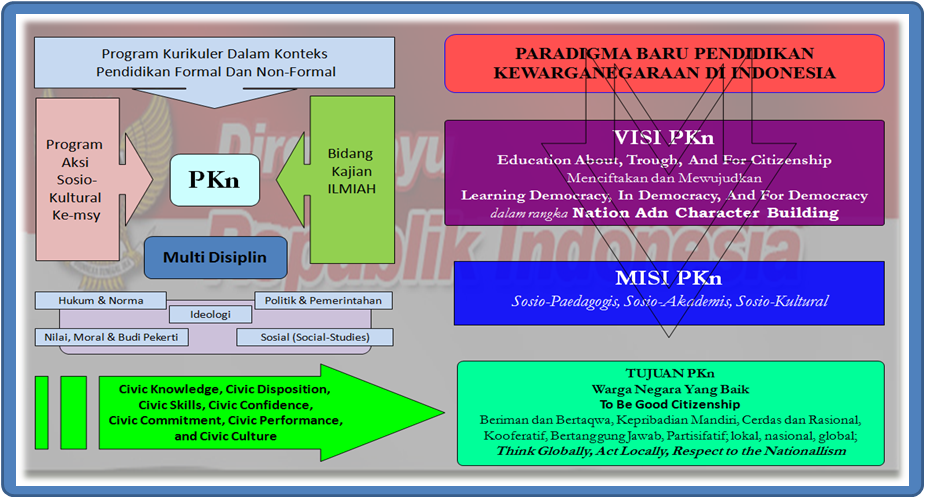 Program Kurikuler Dalam Konteks
Pendidikan Formal Dan Non-Formal
Program
Aksi
Sosio-
Kultural
Ke-msy
PKn
Bidang
Kajian
ILMIAH
Multi Disiplin
Hukum & Norma
Politik & Pemerintahan
Ideologi
Nilai, Moral & Budi Pekerti
Sosial (Social-Studies)
Civic Knowledge, Civic Disposition,
Civic Skills, Civic Confidence,
Civic Commitment, Civic Performance,
and Civic Culture
PARADIGMA BARU PENDIDIKAN
KEWARGANEGARAAN DI INDONESIA
VISI PKn
Education About, Trough, And For Citizenship
Menciftakan dan Mewujudkan
Learning Democracy, In Democracy, And For Democracy
dalam rangka Nation Adn Character Building
MISI PKn
Sosio-Paedagogis, Sosio-Akademis, Sosio-Kultural
TUJUAN PKn
Warga Negara Yang Baik
To Be Good Citizenship
Beriman dan Bertaqwa, Kepribadian Mandiri, Cerdas dan Rasional,
Kooferatif, Bertanggung Jawab, Partisifatif; lokal, nasional, global;
Think Globally, Act Locally, Respect to the Nationallism
Republik Indonesia